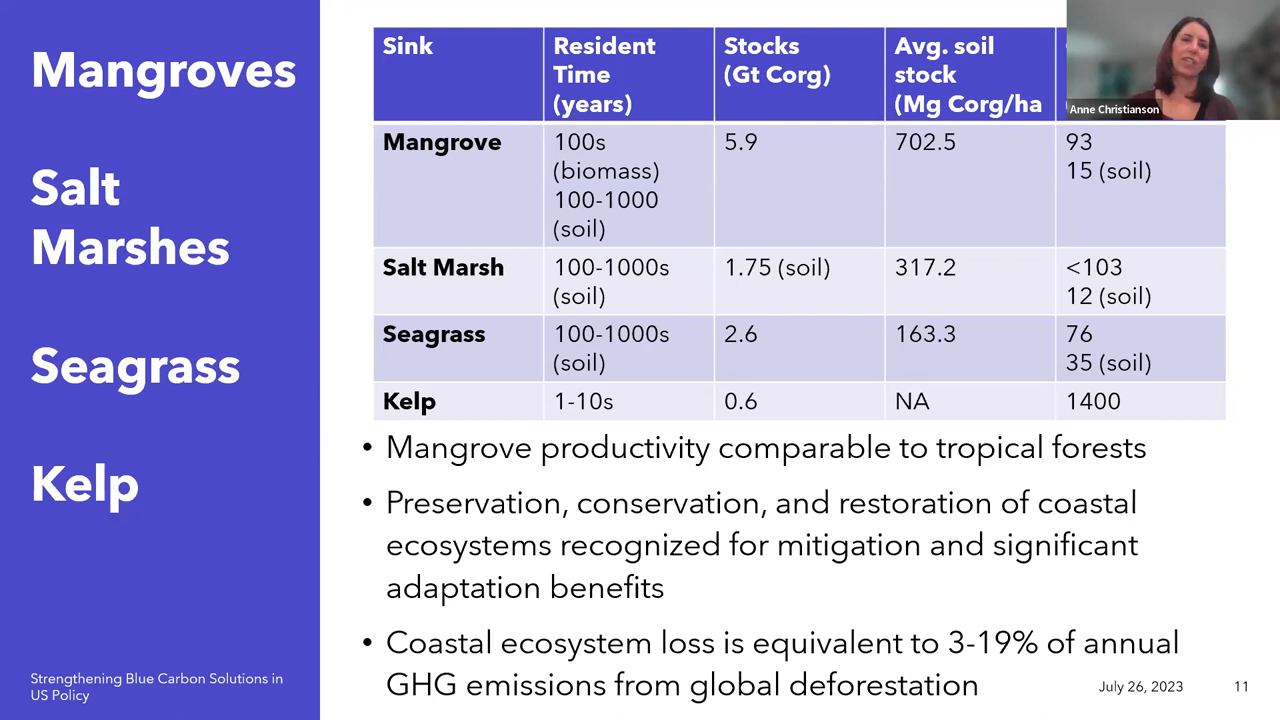 Mangroves
Salt
Marshes
Seagrass
Kelp
Strengthening Blue Carbon Solutions in
US Policy
Sink
Resident
Time
(years)
Stocks
(Gt Corg)
Avg. soil
stock
(Mg Corg/ha
Anne Christianson
Mangrove
100s
(biomass)
100-1000
(soil)
5.9
702.5
93
15 (soil)
Salt Marsh
100-1000s
(soil)
1.75 (soil)
317.2
<103
12 (soil)
Seagrass
100-1000s
(soil)
2.6
163.3
76
35 (soil)
Kelp
1-10s
0.6
NA
1400
• Mangrove productivity comparable to tropical forests
• Preservation, conservation, and restoration of coastal
ecosystems recognized for mitigation and significant
adaptation benefits
• Coastal ecosystem loss is equivalent to 3-19% of annual
GHG emissions from global deforestation
July 26, 2023
11